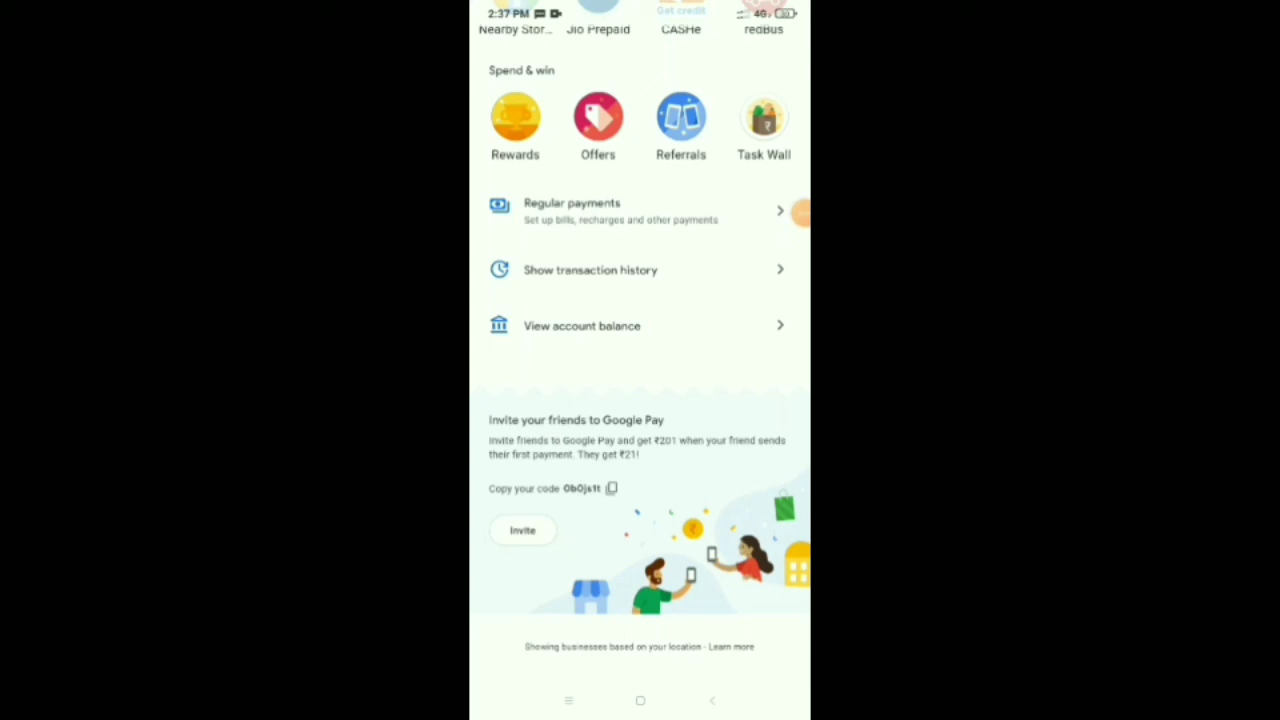 2:37 PM
4G
Get credit
Nearby Stor... Jio Prepaid CASHe redBus
Spend & win
Rewards Offers Referrals Task Wall
Regular payments
Set up bills, recharges and other payments
Show transaction history
View account balance
Invite your friends to Google Pay
Invite friends to Google Pay and get ₹201 when your friend sends
their first payment. They get ₹21!
Copy your code
Invite
Showing businesses based on your location - Learn more